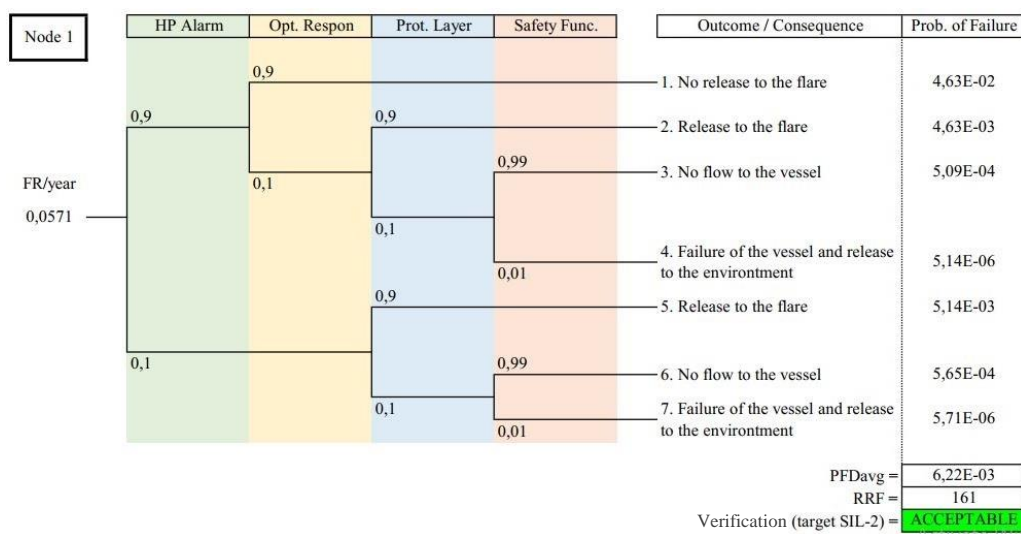 Node 1
HP Alarm
Opt. Respon
Prot. Layer
Safety Func.
Outcome / Consequence
Prob. of Failure
0,9
1. No release to the flare
4,63E-02
0,9
0,9
2. Release to the flare
4,63E-03
0,99
3. No flow to the vessel
5,09E-04
FR/year
0,1
0,0571
0,1
4. Failure of the vessel and release
to the environtment
5,14E-06
0,01
0,9
5. Release to the flare
5,14E-03
0,1
0,99
6. No flow to the vessel
5,65E-04
0,1
7. Failure of the vessel and release
to the environtment
5,71E-06
0,01
PFDavg =
6,22E-03
RRF =
161
Verification (target SIL-2) =
ACCEPTABLE